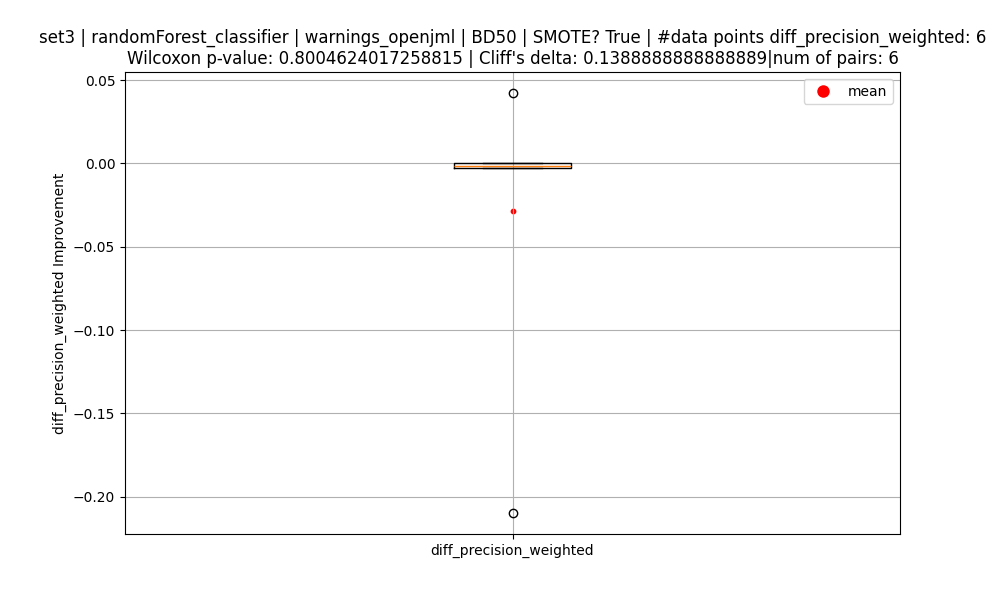 set3 | randomForest_classifier | warnings_openjml | BD50 | SMOTE? True | #data points diff_precision_weighted: 6
Wilcoxon p-value: 0.8004624017258815 | Cliff's delta: 0.1388888888888889|num of pairs: 6
mean
0.05
0.00
−0.05
−0.10
−0.15
−0.20
diff_precision_weighted Improvement
diff_precision_weighted